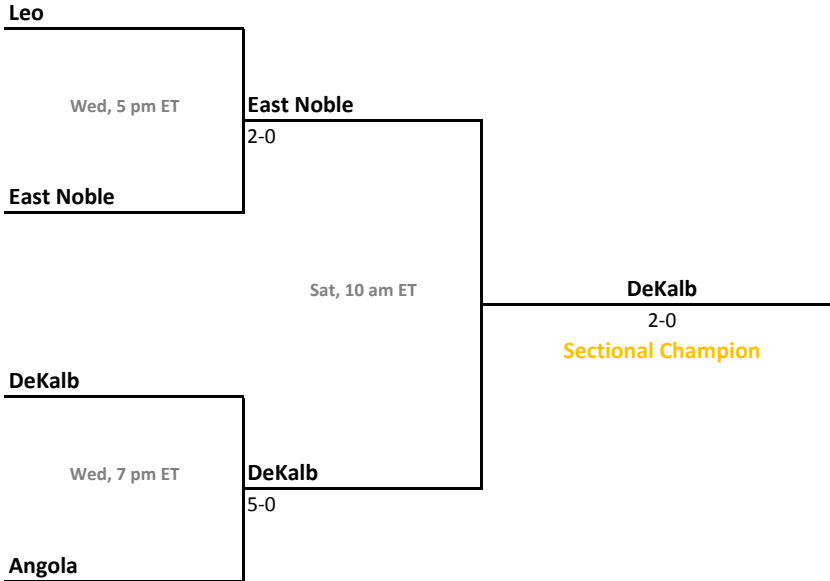 Leo
Wed, 5 pm ET
East Noble
2-0
East Noble
Sat, 10 am ET
DeKalb
2-0
Sectional Champion
DeKalb
Wed, 7 pm ET
DeKalb
5-0
Angola